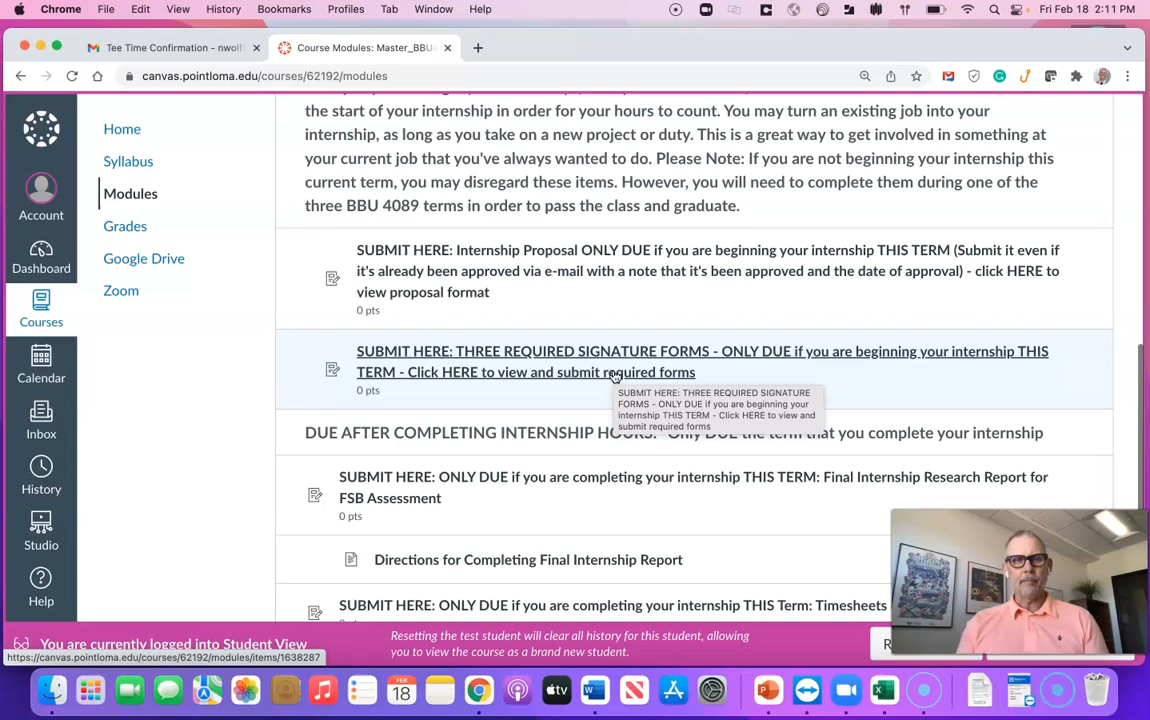 Chrome File Edit View History Bookmarks Profiles Tab Window Help
Fri Feb 18 2:11 PM
Tee Time Confirmation - nwolf
Course Modules: Master_BBU
canvas.pointloma.edu/courses/62192/modules
Account
Dashboard
Courses
Calendar
Inbox
History
Studio
Help
Home
Syllabus
Modules
Grades
Google Drive
Zoom
the start of your internship in order for your hours to count. You may turn an existing job into your
internship, as long as you take on a new project or duty. This is a great way to get involved in something at
your current job that you've always wanted to do. Please Note: If you are not beginning your internship this
current term, you may disregard these items. However, you will need to complete them during one of the
three BBU 4089 terms in order to pass the class and graduate.
SUBMIT HERE: Internship Proposal ONLY DUE if you are beginning your internship THIS TERM (Submit it even if
it's already been approved via e-mail with a note that it's been approved and the date of approval) - click HERE to
view proposal format
0 pts
SUBMIT HERE: THREE REQUIRED SIGNATURE FORMS - ONLY DUE if you are beginning your internship THIS
TERM - Click HERE to view and submit required forms
0 pts
SUBMIT HERE: THREE REQUIRED SIGNATURE
FORMS - ONLY DUE if you are beginning your
internship THIS TERM - Click HERE to view and
submit required forms
DUE AFTER COMPLETING INTERNSHIP HOURS: Only DUE the term that you complete your internship
SUBMIT HERE: ONLY DUE if you are completing your internship THIS TERM: Final Internship Research Report for
FSB Assessment
0 pts
Directions for Completing Final Internship Report
SUBMIT HERE: ONLY DUE if you are completing your internship THIS Term: Timesheets
You are currently logged into Student View
Resetting the test student will clear all history for this student, allowing
you to view the course as a brand new student.
https://canvas.pointloma.edu/courses/62192/modules/items/1638287
FEB
18
tv